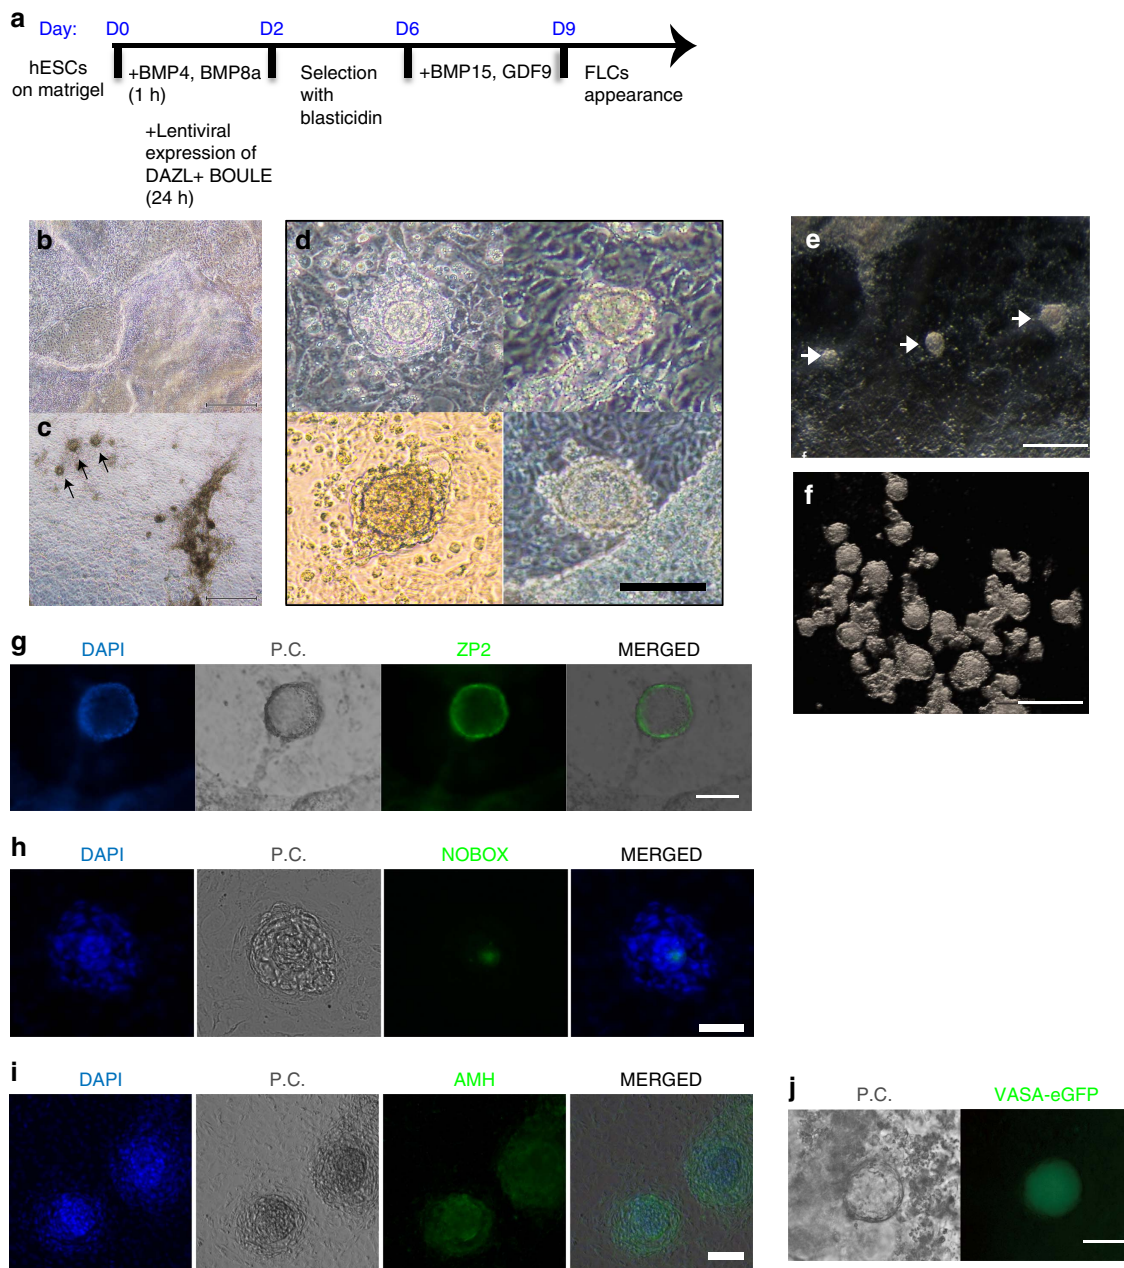 a
Day: D0 D2 D6 D9
hESCs
on matrigel
+BMP4, BMP8a
(1 h)
+Lentiviral
expression of
DAZL+ BOULE
(24 h)
Selection
with
blasticidin
+BMP15, GDF9
FLCs
appearance
b
c
d
e
f
g
DAPI P.C. ZP2 MERGED
h
DAPI P.C. NOBOX MERGED
i
DAPI P.C. AMH MERGED
j
P.C. VASA-eGFP